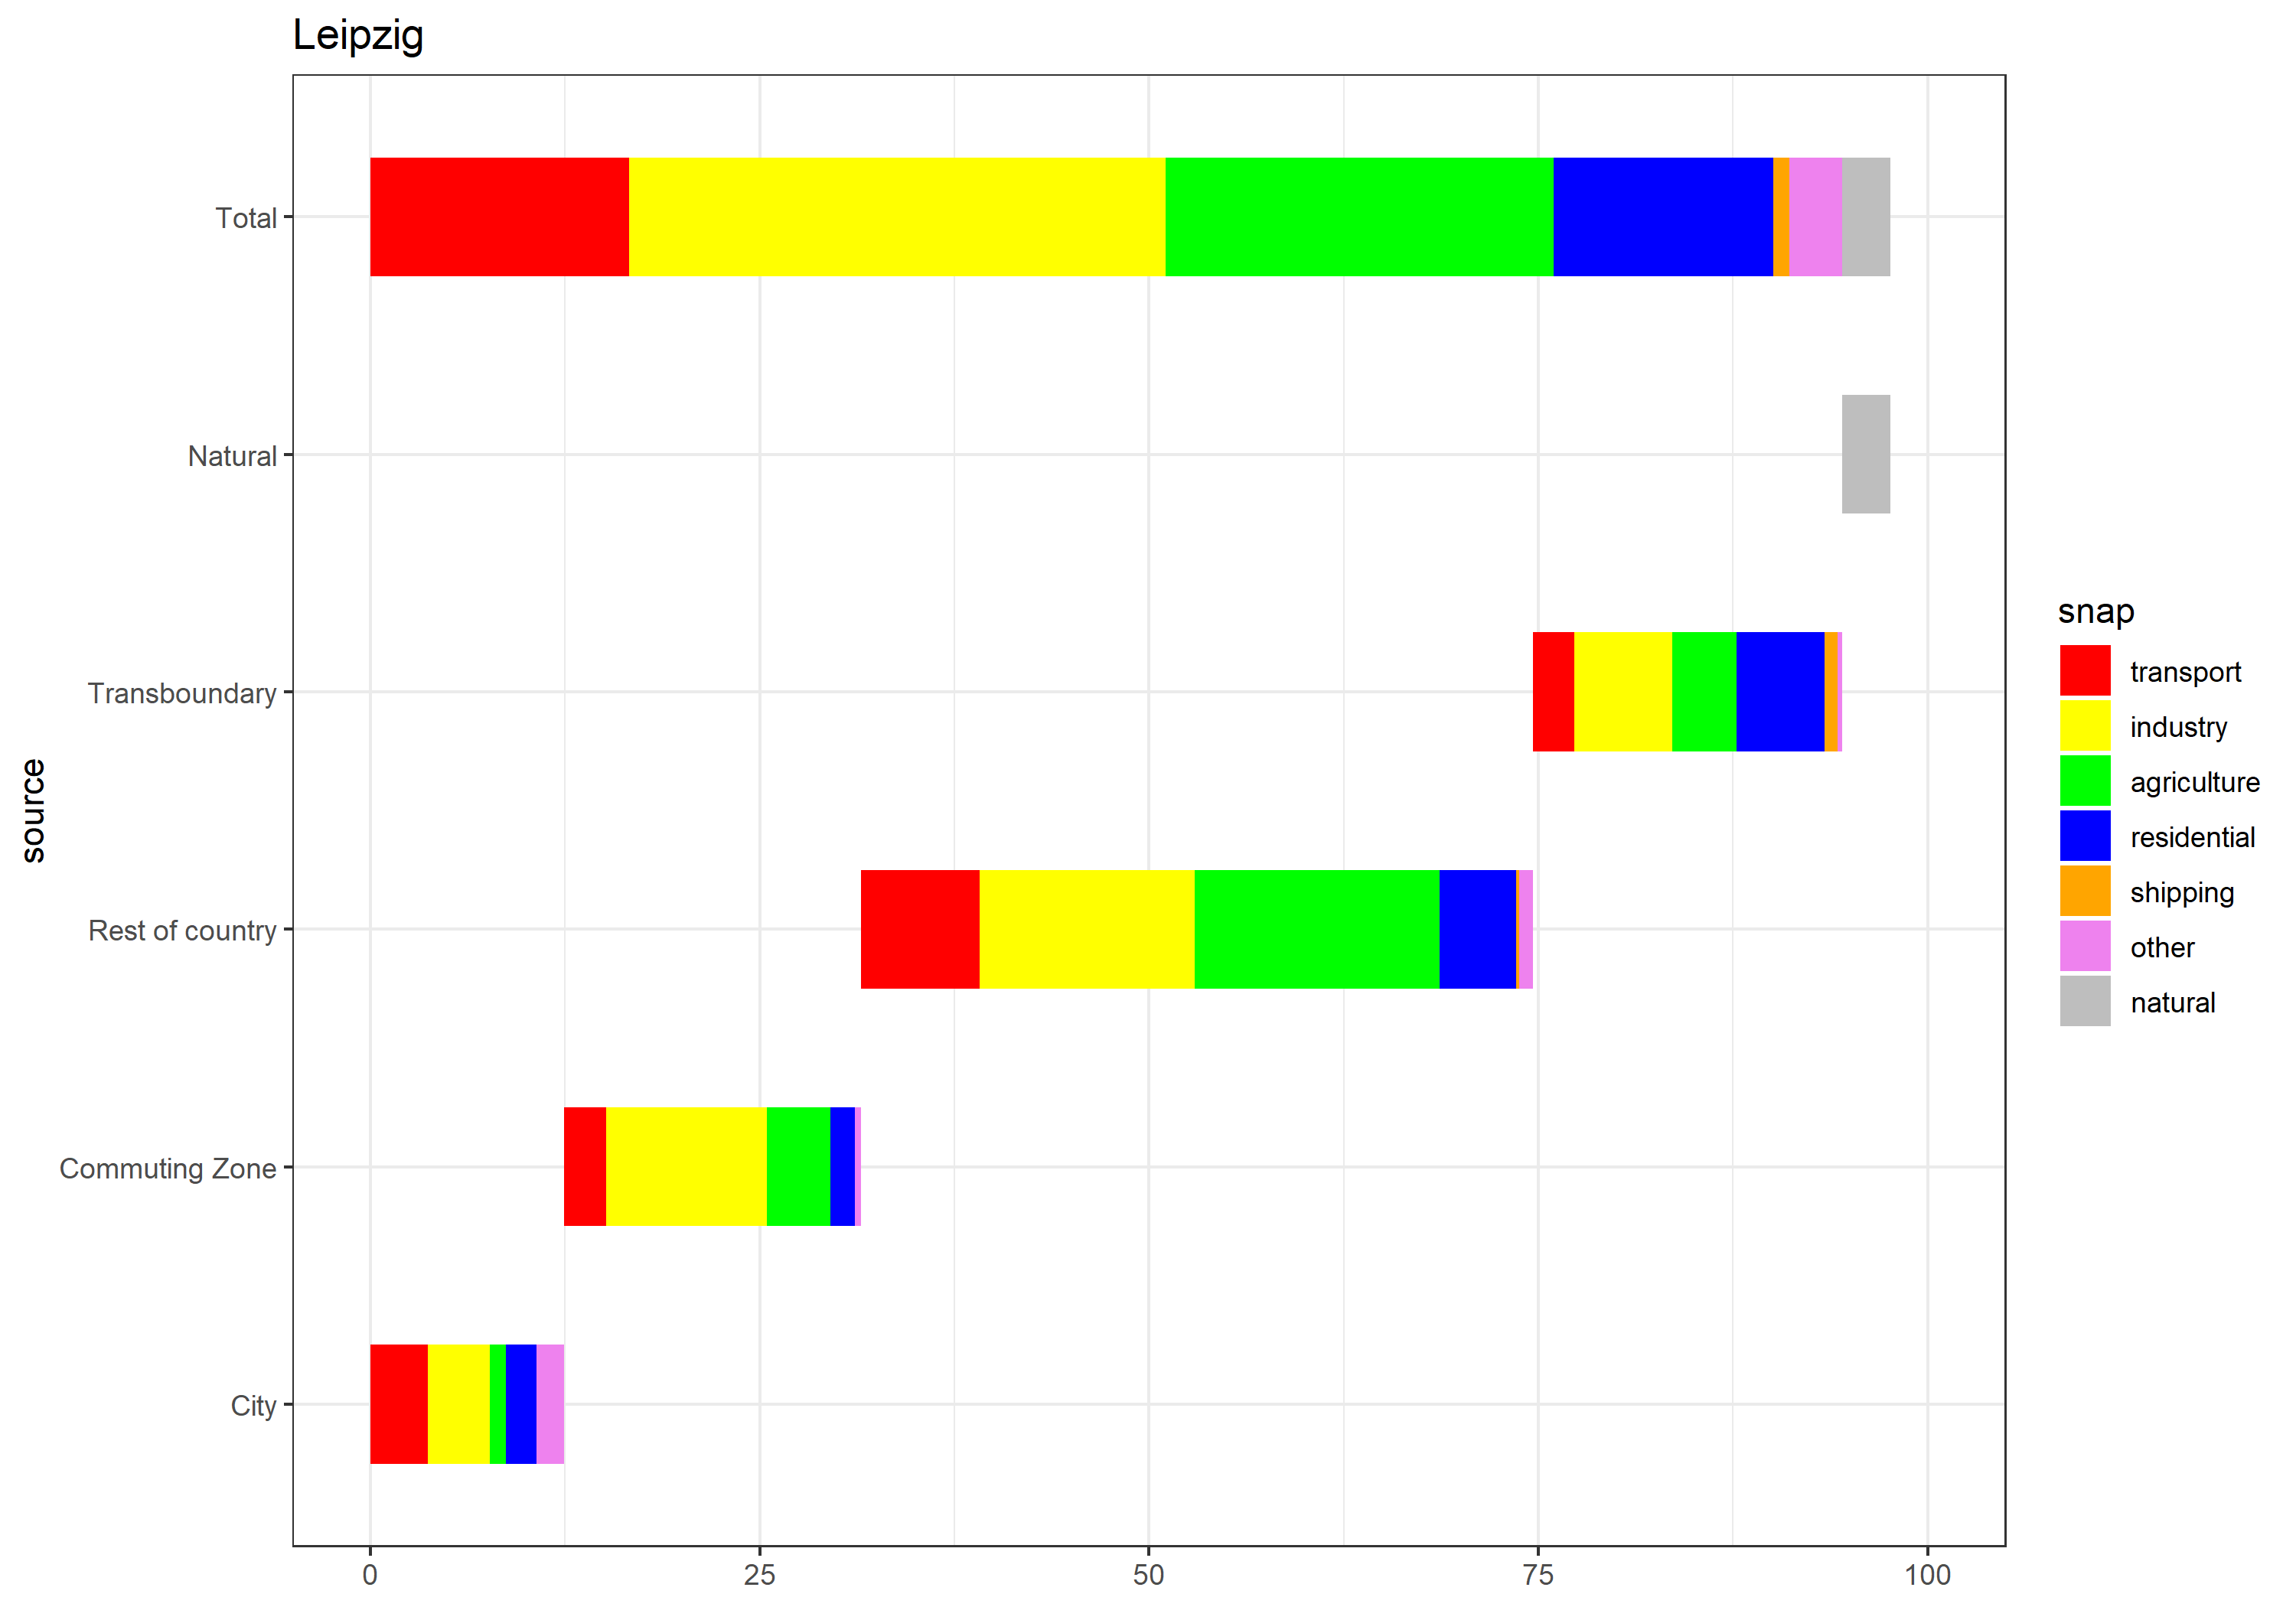 Leipzig
Total
Natural
Transboundary
Rest of country
Commuting Zone
City
source
0 25 50 75 100
snap
transport
industry
agriculture
residential
shipping
other
natural